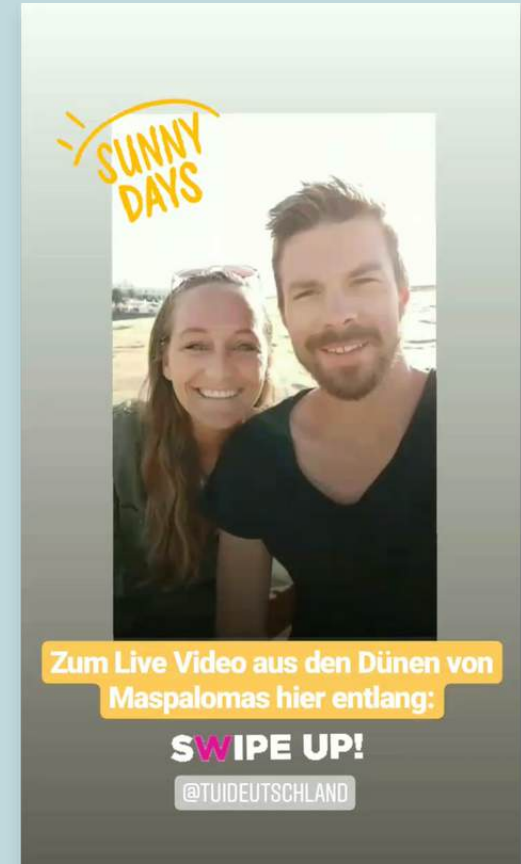 SUNNY
DAYS
Zum Live Video aus den Dünen von
Maspalomas hier entlang:
SWIPE UP!
@TUIDEUTSCHLAND